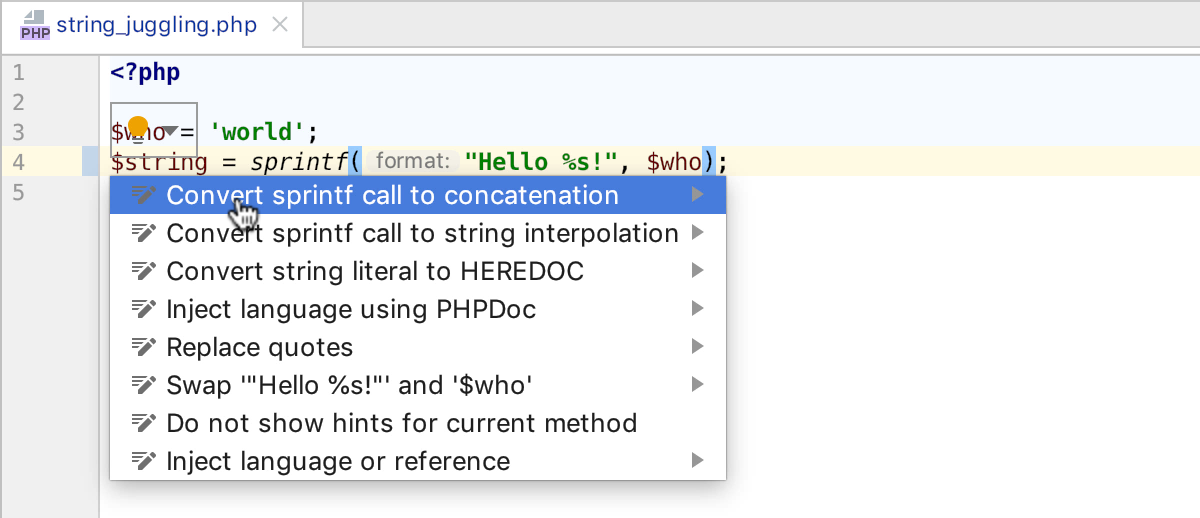 PHP string_juggling.php
1 <?php
2
3 $who = 'world';
4 $string = sprintf( format: "Hello %s!", $who);
5
Convert sprintf call to concatenation
Convert sprintf call to string interpolation
Convert string literal to HEREDOC
Inject language using PHPDoc
Replace quotes
Swap '"Hello %s!"' and '$who'
Do not show hints for current method
Inject language or reference